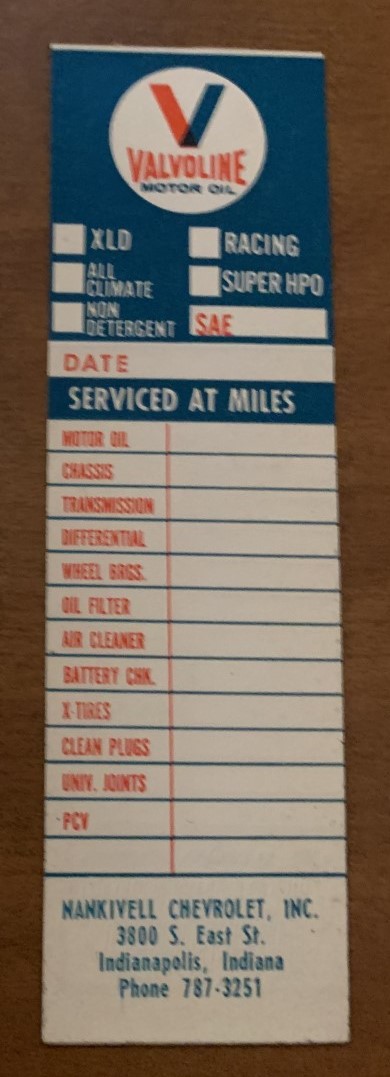 VALVOLINE
MOTOR OIL
XLD
RACING
ALL
CLIMATE
SUPER HPO
NON
DETERGENT
SAE
DATE
SERVICED AT MILES
MOTOR OIL
CHASSIS
TRANSMISSION
DIFFERENTIAL
WHEEL BRGS.
OIL FILTER
AIR CLEANER
BATTERY CHK.
X-TIRES
CLEAN PLUGS
UNIV. JOINTS
PCV
NANKIVELL CHEVROLET, INC.
3800 S. East St.
Indianapolis, Indiana
Phone 787-3251